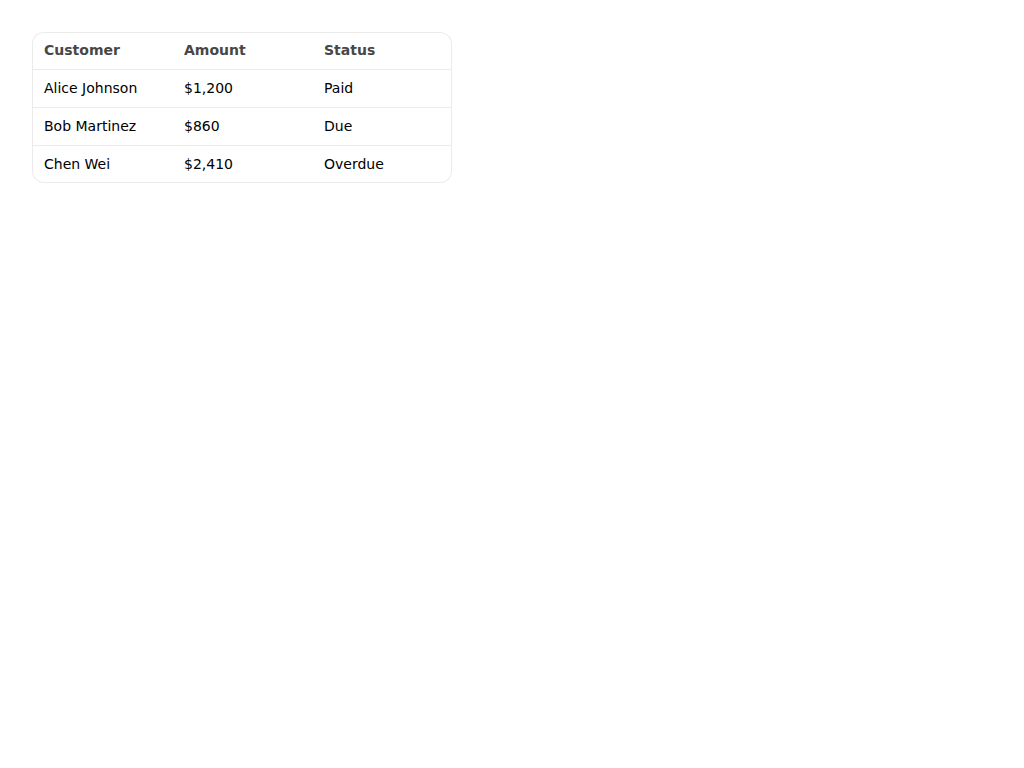 Customer Amount Status
Alice Johnson $1,200 Paid
Bob Martinez $860 Due
Chen Wei $2,410 Overdue